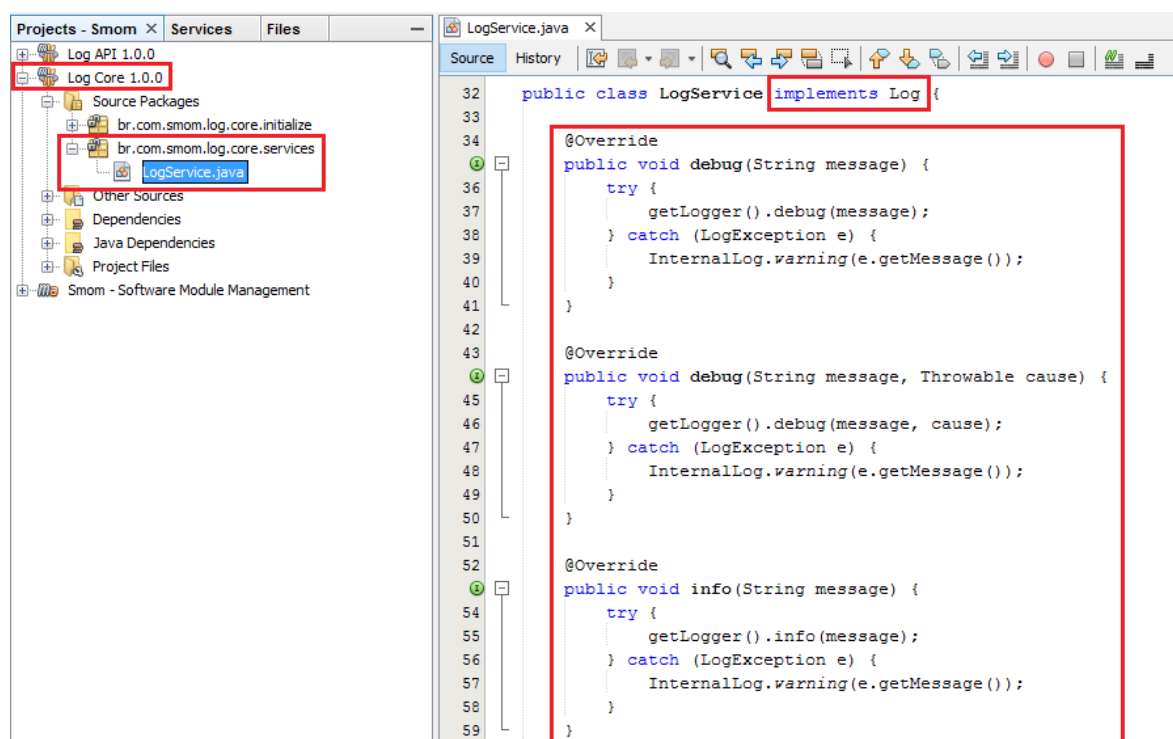 Projects - Smom × Services Files
Log API 1.0.0
Log Core 1.0.0
Source Packages
br.com.smom.log.core.initialize
br.com.smom.log.core.services
LogService.java
Other Sources
Dependencies
Java Dependencies
Project Files
Smom - Software Module Management
LogService.java ×
Source History
32 public class LogService implements Log {
33
34 @Override
public void debug(String message) {
36 try {
37 getLogger().debug(message);
38 } catch (LogException e) {
39 InternalLog.warning(e.getMessage());
40 }
41 }
42
43 @Override
public void debug(String message, Throwable cause) {
45 try {
46 getLogger().debug(message, cause);
47 } catch (LogException e) {
48 InternalLog.warning(e.getMessage());
49 }
50 }
51
52 @Override
public void info(String message) {
54 try {
55 getLogger().info(message);
56 } catch (LogException e) {
57 InternalLog.warning(e.getMessage());
58 }
59 }